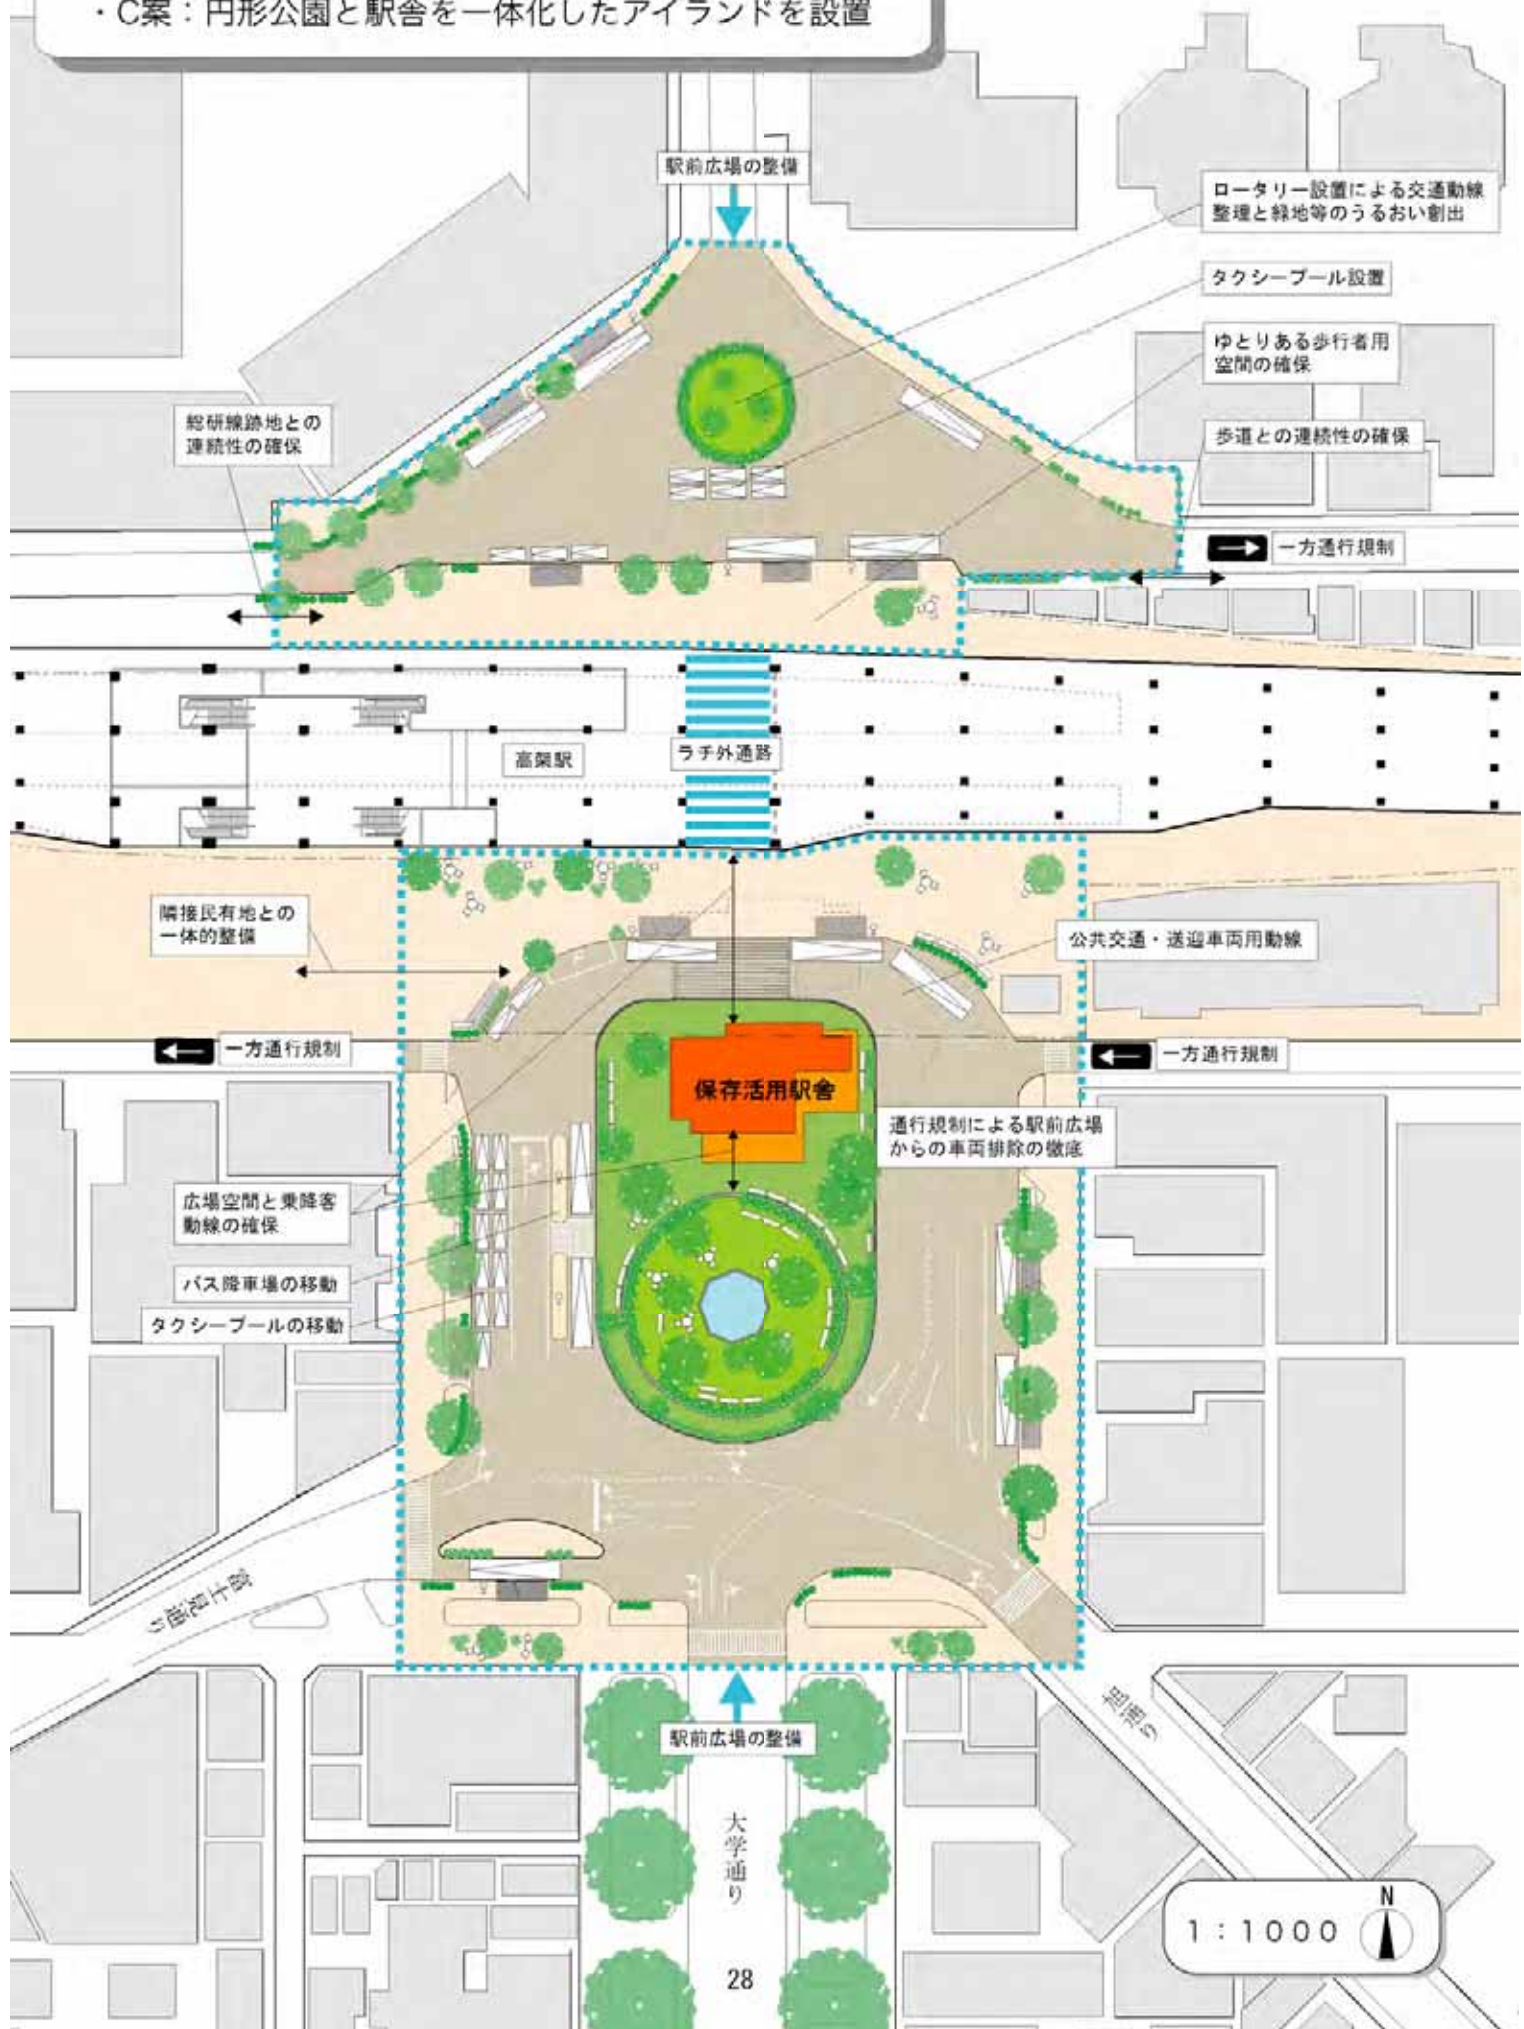 ・C案：円形公園と駅舎を一体化したアイランドを設置
駅前広場の整備
ロータリー設置による交通動線
整理と緑地等のうるおい創出
タクシープール設置
ゆとりある歩行者用
空間の確保
総研線跡地との
連続性の確保
歩道との連続性の確保
一方通行規制
高架駅
ラチ外通路
隣接民有地との
一体的整備
公共交通・送迎車両用動線
一方通行規制
一方通行規制
保存活用駅舎
通行規制による駅前広場
からの車両排除の徹底
広場空間と乗降客
動線の確保
バス降車場の移動
タクシープールの移動
富士見通り
旭通り
駅前広場の整備
大学通り
N
1：1000
28